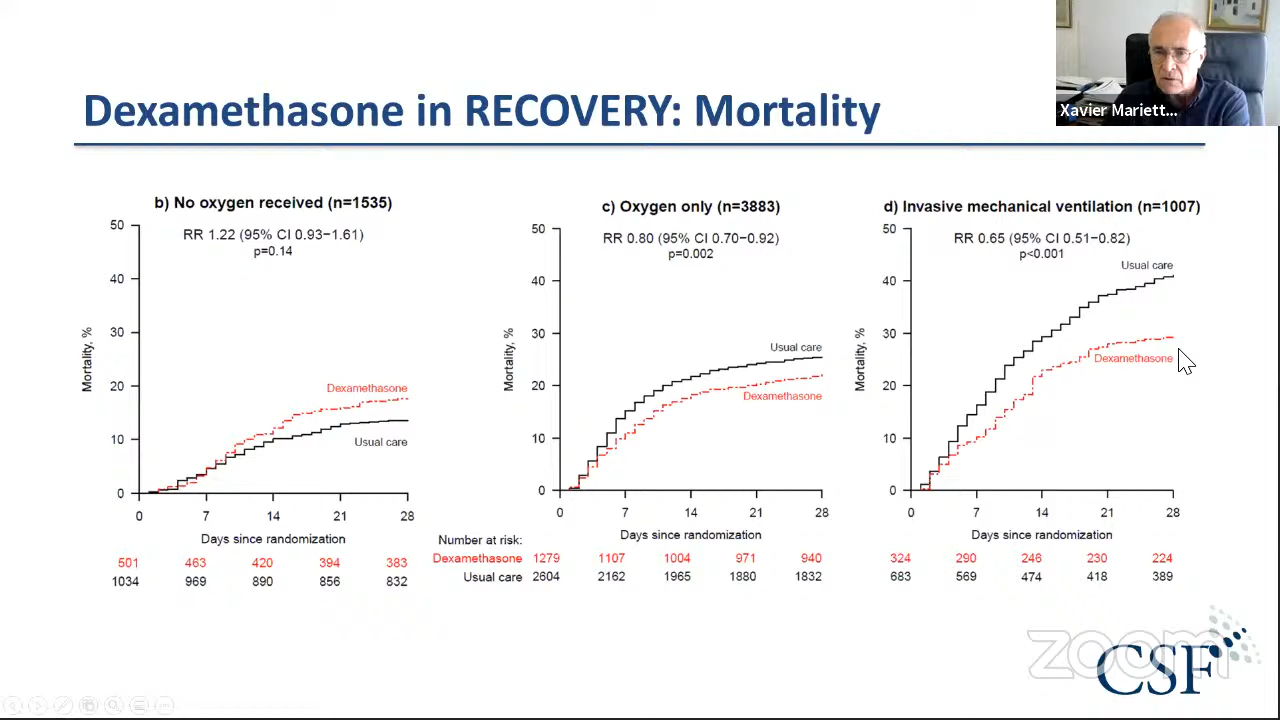 Xavier Mariett...
Dexamethasone in RECOVERY: Mortality
b) No oxygen received (n=1535)
RR 1.22 (95% CI 0.93−1.61)
p=0.14
50
40
30
20
10
0
Mortality, %
Dexamethasone
Usual care
0 7 14 21 28
Days since randomization
501 463 420 394 383
1034 969 890 856 832
c) Oxygen only (n=3883)
RR 0.80 (95% CI 0.70−0.92)
p=0.002
50
40
30
20
10
0
Mortality, %
Usual care
Dexamethasone
0 7 14 21 28
Days since randomization
Number at risk:
Dexamethasone 1279 1107 1004 971 940
Usual care 2604 2162 1965 1880 1832
d) Invasive mechanical ventilation (n=1007)
RR 0.65 (95% CI 0.51−0.82)
p<0.001
50
40
30
20
10
0
Mortality, %
Usual care
Dexamethasone
0 7 14 21 28
Days since randomization
324 290 246 230 224
683 569 474 418 389
zoom
CSF